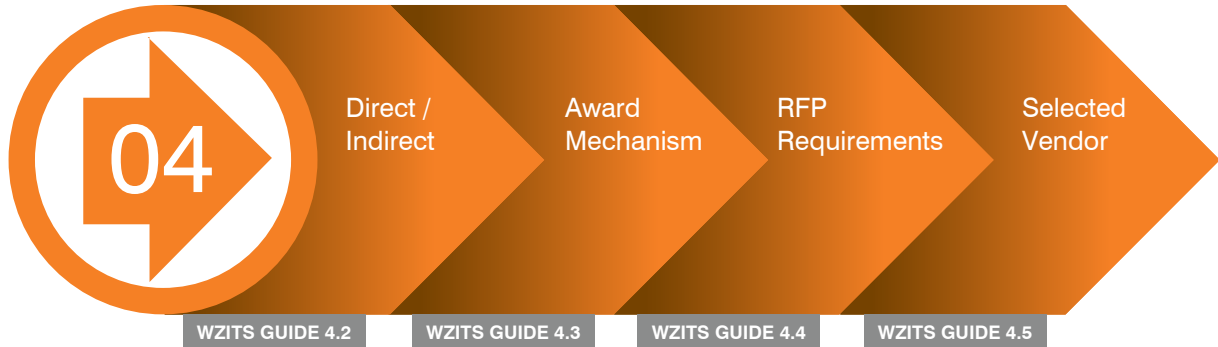 04
Direct /
Indirect
Award
Mechanism
RFP
Requirements
Selected
Vendor
WZITS GUIDE 4.2
WZITS GUIDE 4.3
WZITS GUIDE 4.4
WZITS GUIDE 4.5